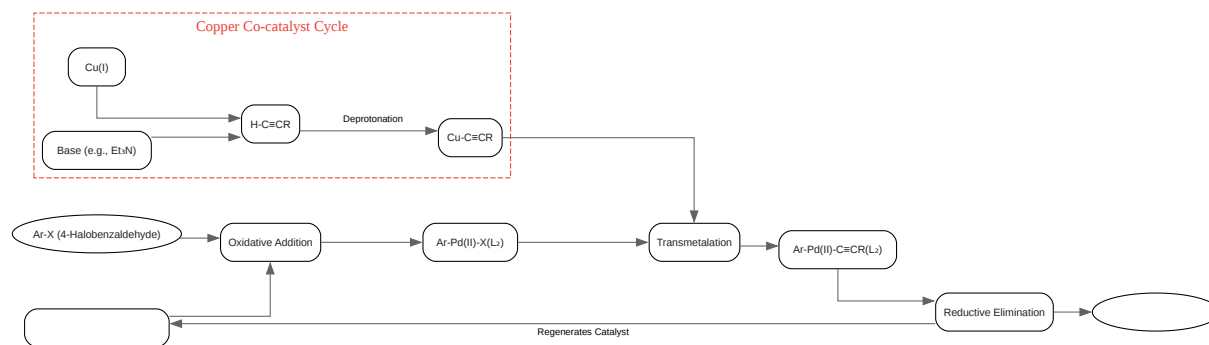 Copper Co-catalyst Cycle
Cu(I)
H-C≡CR
Deprotonation
Cu-C≡CR
Base (e.g., Et₃N)
Ar-X (4-Halobenzaldehyde)
Oxidative Addition
Ar-Pd(II)-X(L₂)
Transmetalation
Ar-Pd(II)-C≡CR(L₂)
Reductive Elimination
Regenerates Catalyst